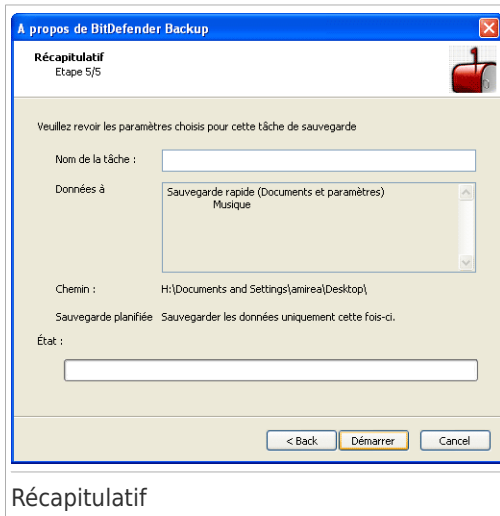 A propos de BitDefender Backup
Récapitulatif
Etape 5/5
Veuillez revoir les paramètres choisis pour cette tâche de sauvegarde
Nom de la tâche :
Données à
Sauvegarde rapide (Documents et paramètres)
Musique
Chemin : H:\Documents and Settings\amirea\Desktop\
Sauvegarde planifiée Sauvegarder les données uniquement cette fois-ci.
État :
< Back Démarrer Cancel
Récapitulatif